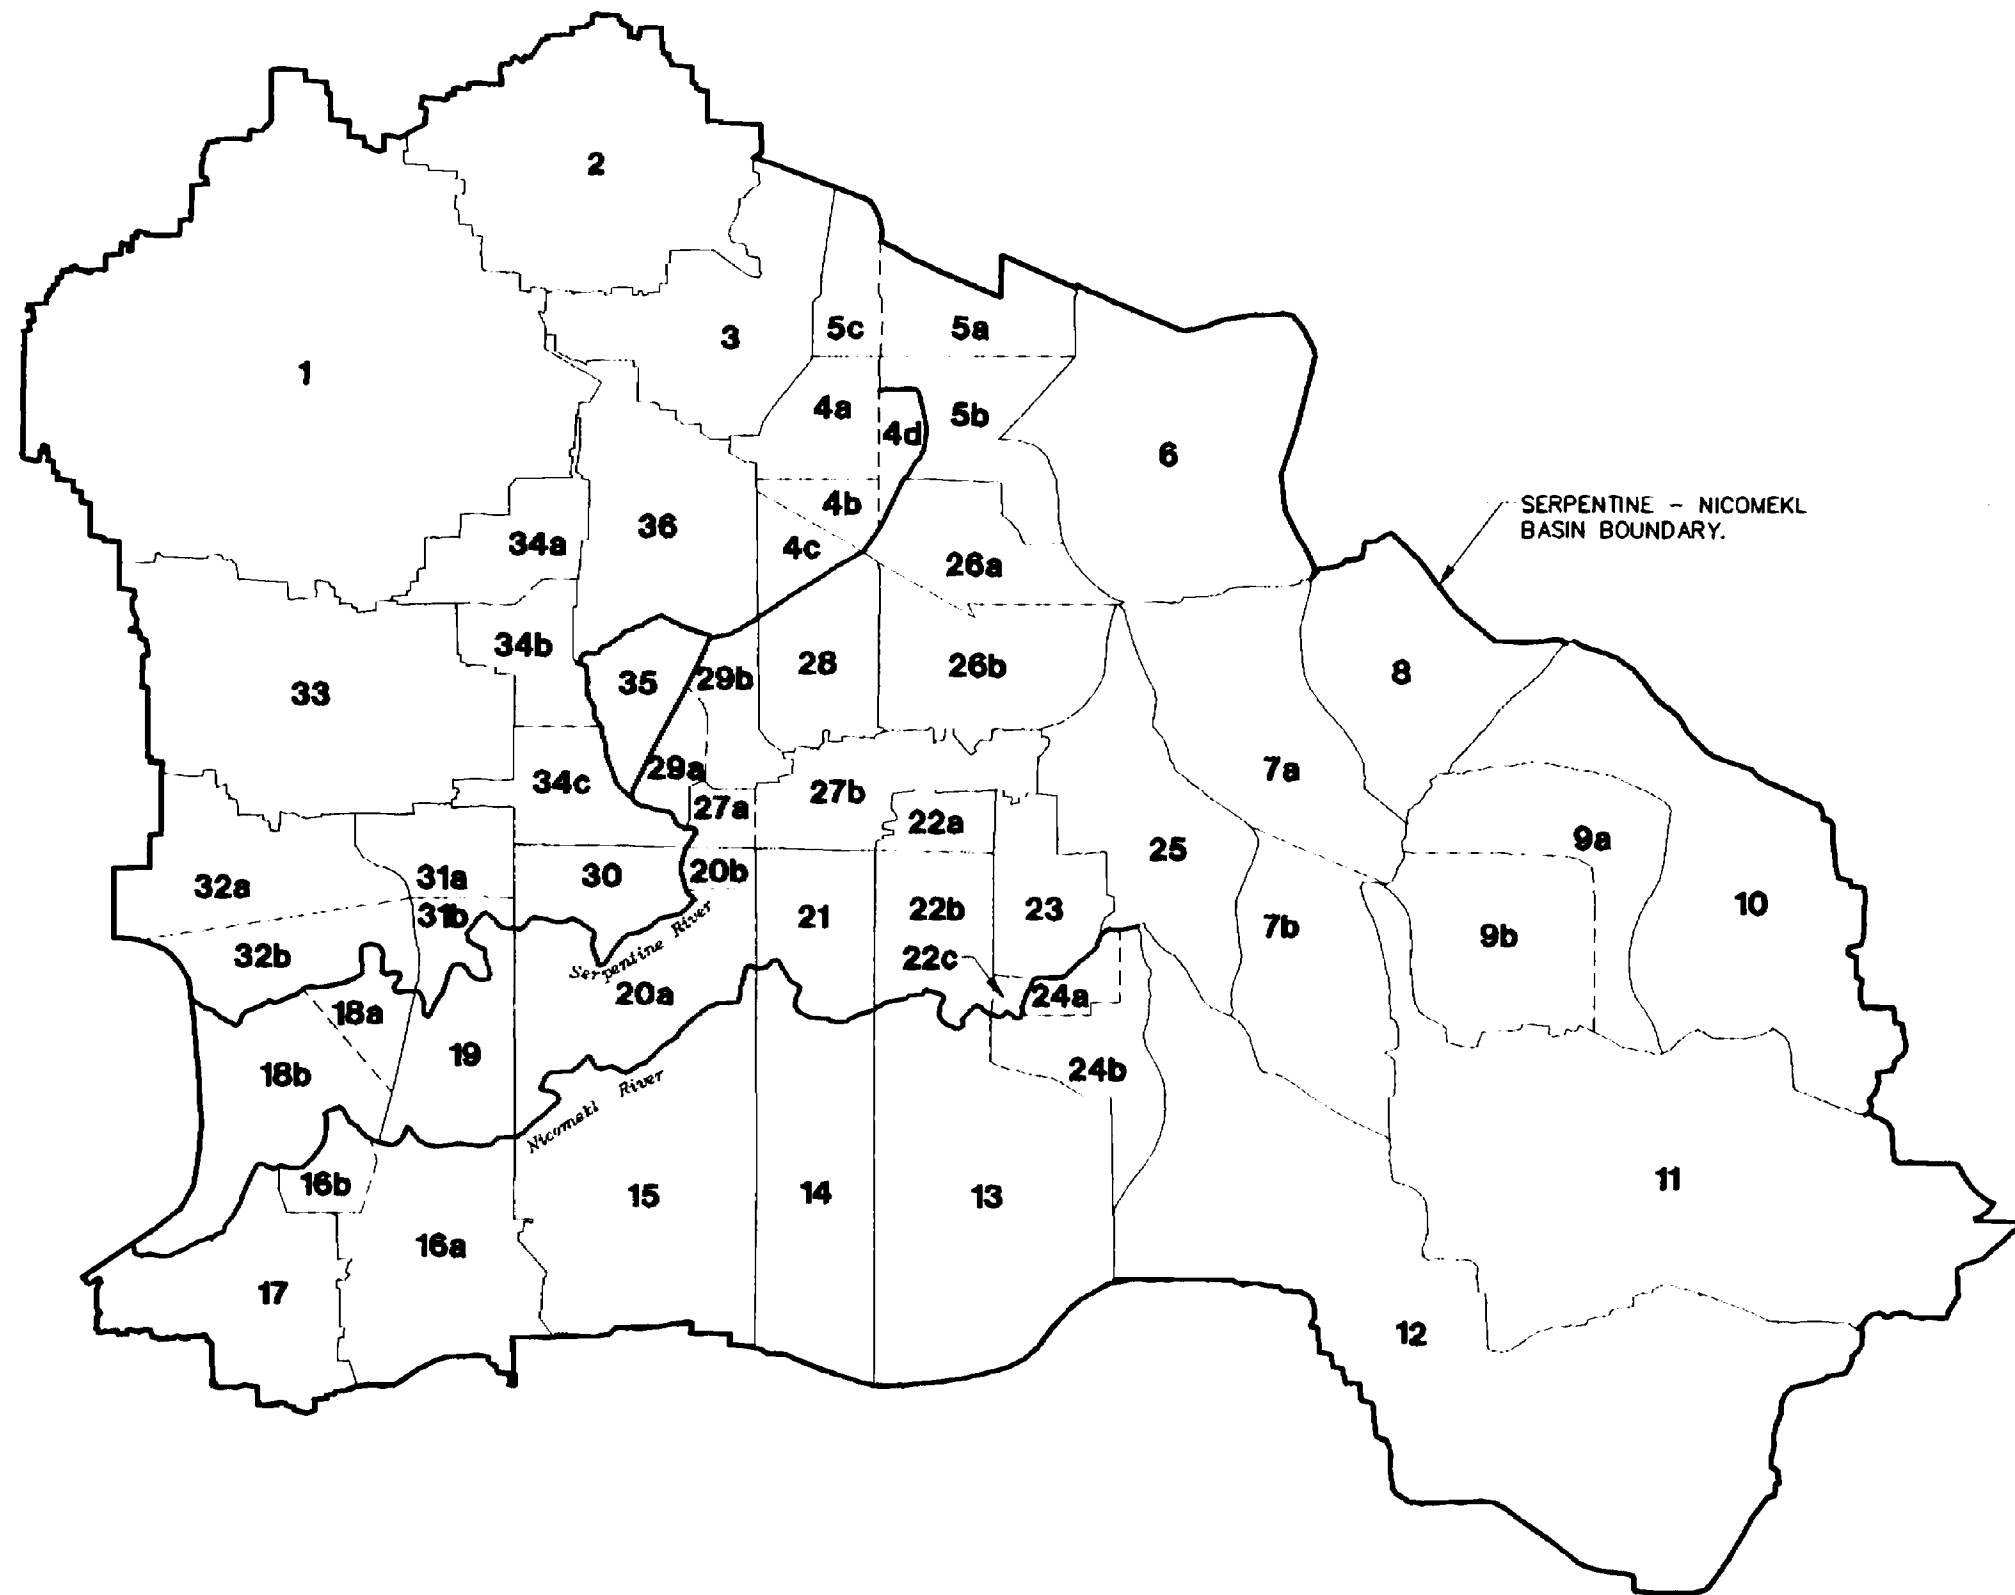 2
1
3
5c
5a
4a
5b
4d
6
4b
SERPENTINE - NICOMEKL
BASIN BOUNDARY.
36
34a
4c
26a
34b
28
26b
8
35
29b
33
7a
29a
34c
27b
27a
22a
9a
25
20b
31a
30
32a
10
22b
23
21
31b
7b
9b
Serpentine River
32b
22c
20a
24a
18a
19
24b
18b
Nicomekl River
11
16b
15
14
13
16a
17
12